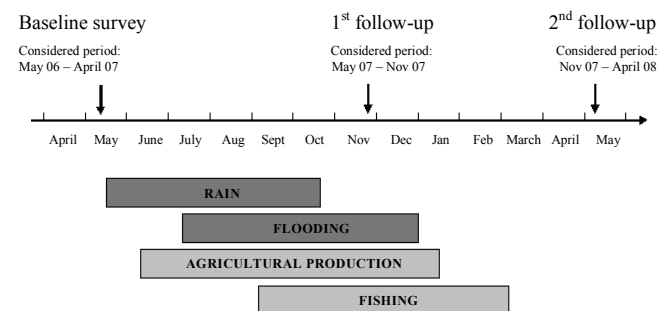 Baseline survey
Considered period:
May 06 – April 07
1st follow-up
Considered period:
May 07 – Nov 07
2nd follow-up
Considered period:
Nov 07 – April 08
April May June July Aug Sept Oct Nov Dec Jan Feb March April May
RAIN
FLOODING
AGRICULTURAL PRODUCTION
FISHING